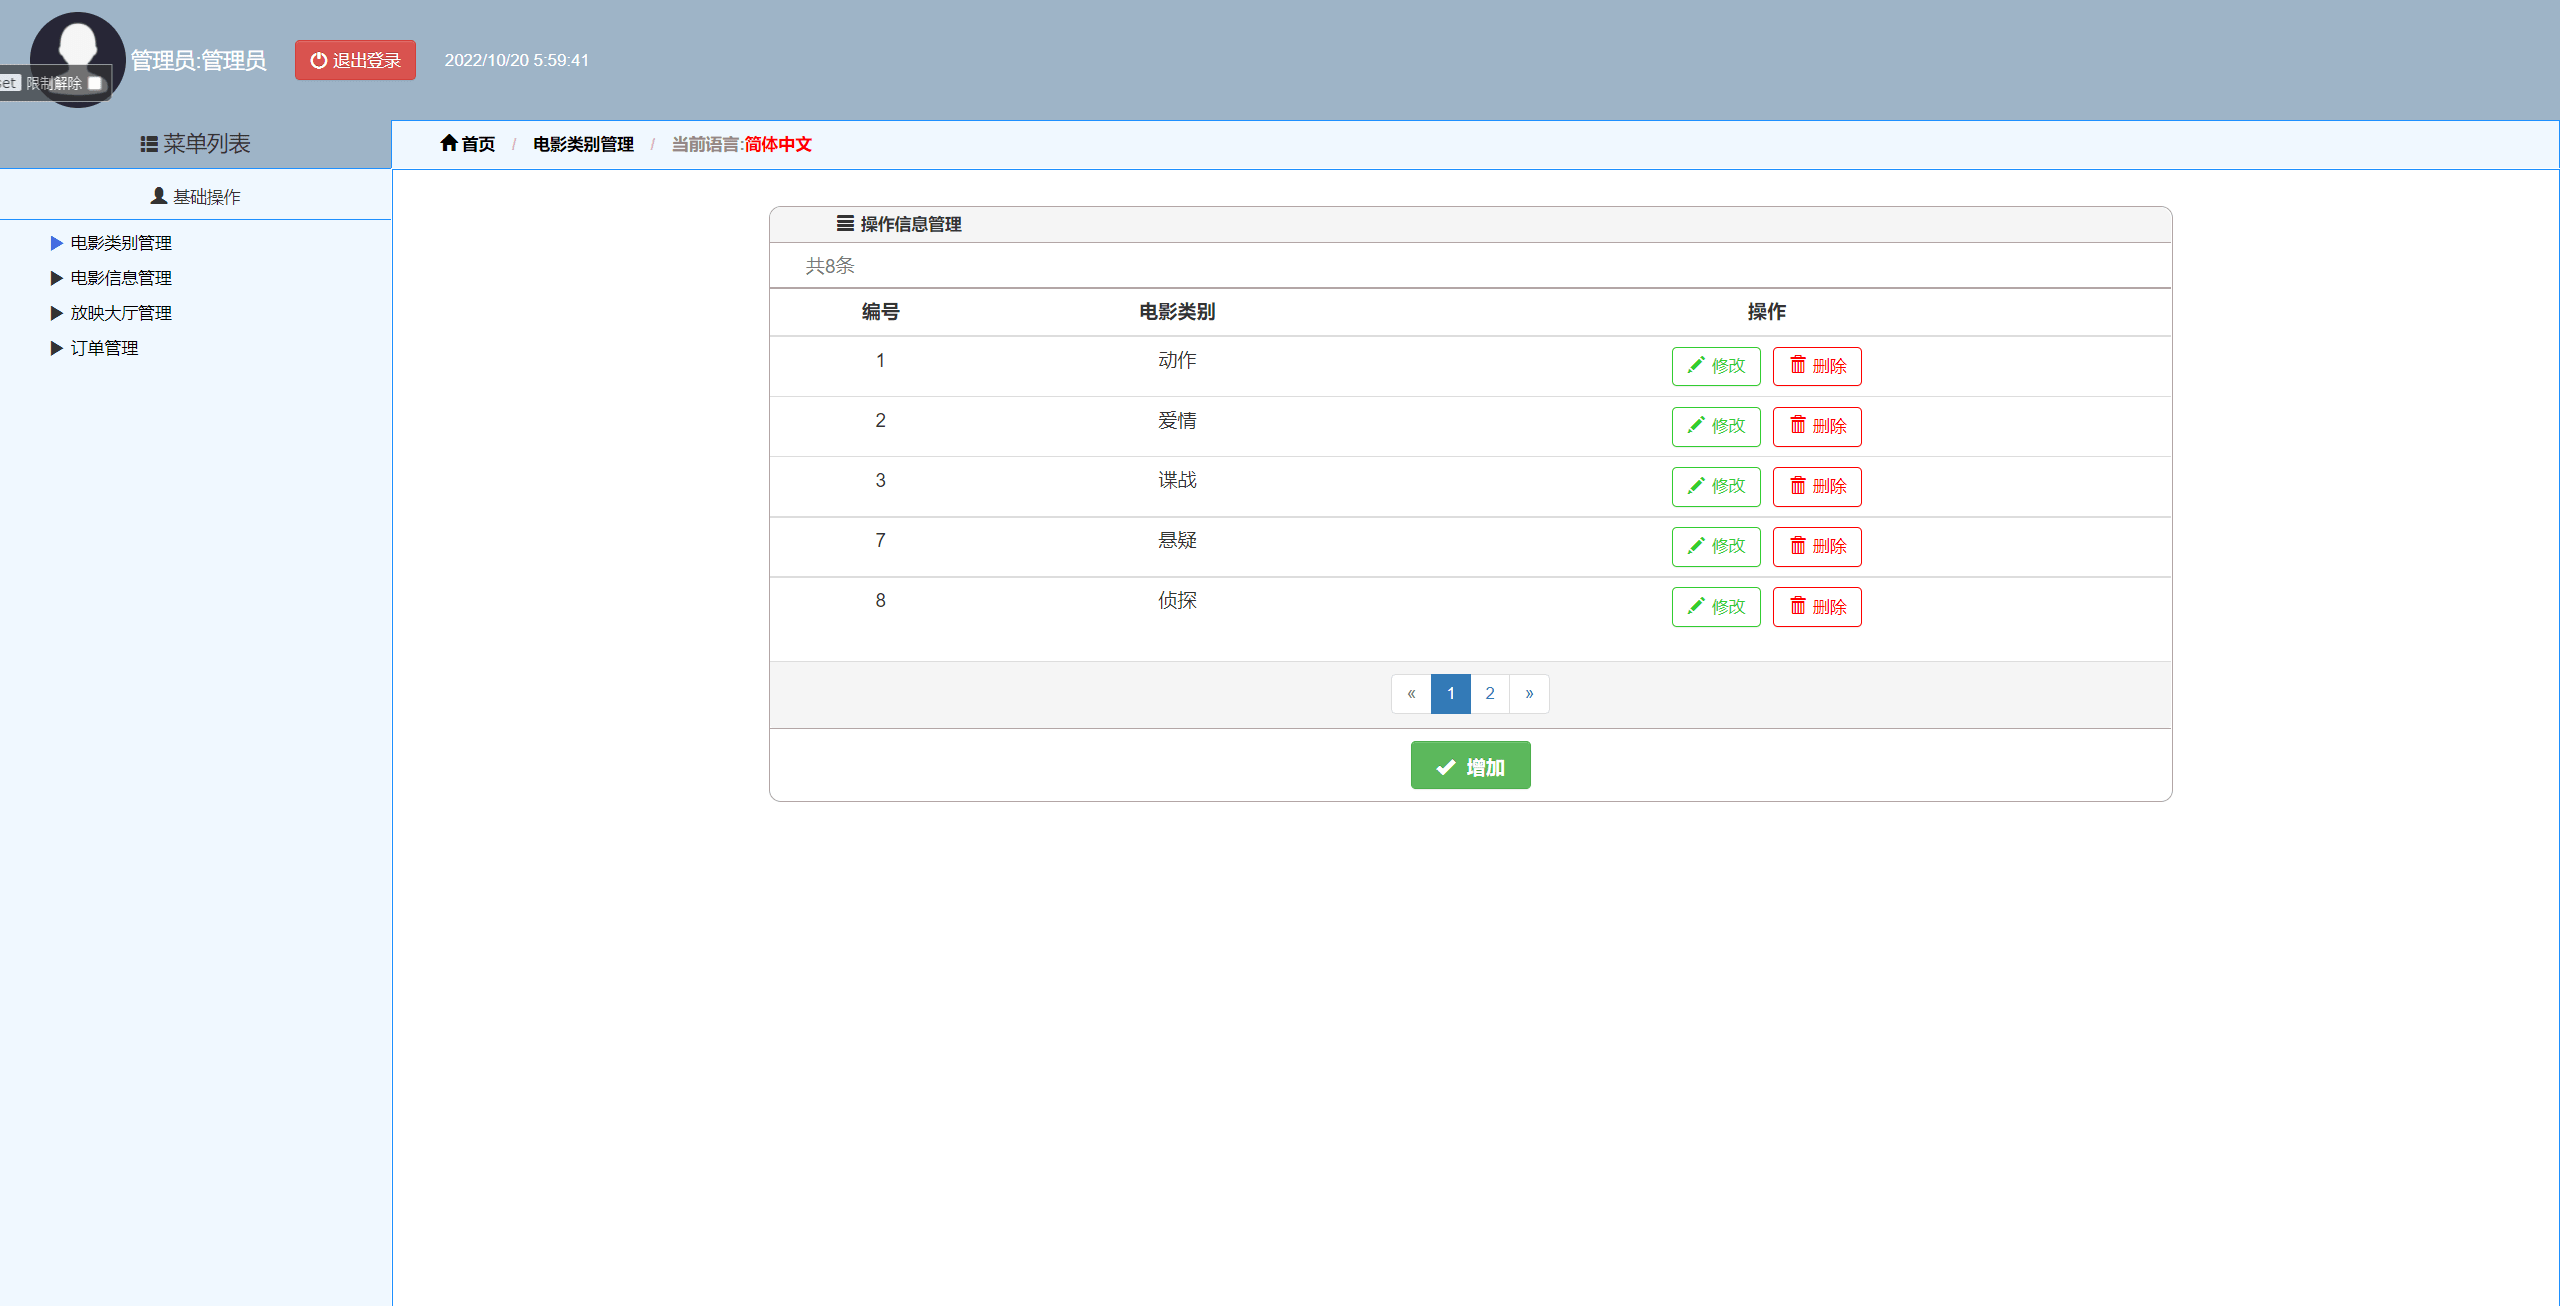 管理员:管理员 退出登录 2022/10/20 5:59:41
set 限制解除
菜单列表
首页 / 电影类别管理 / 当前语言:简体中文
基础操作
电影类别管理
电影信息管理
放映大厅管理
订单管理
操作信息管理
共8条
编号 电影类别 操作
1 动作 修改 删除
2 爱情 修改 删除
3 谍战 修改 删除
7 悬疑 修改 删除
8 侦探 修改 删除
« 1 2 »
增加